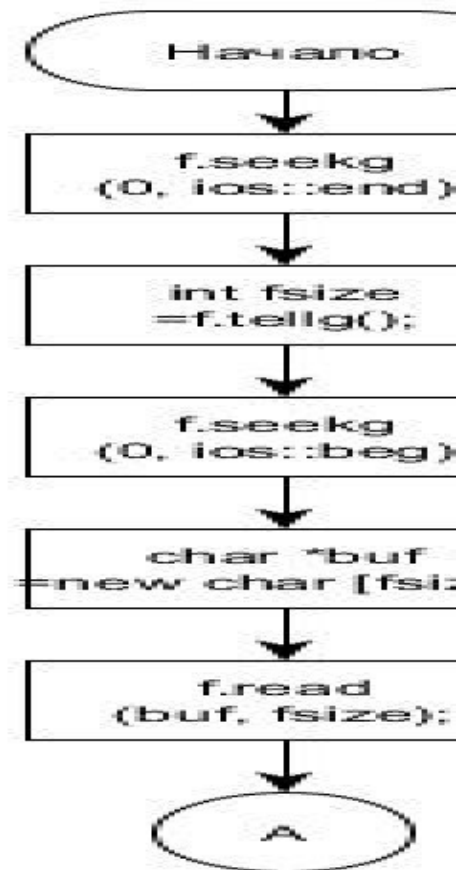 Начало
f.seekg
(0, ios::end)
int fsize
=f.tellg();
f.seekg
(0, ios::beg)
char *buf
=new char [fsiz
f.read
(buf, fsize);
A